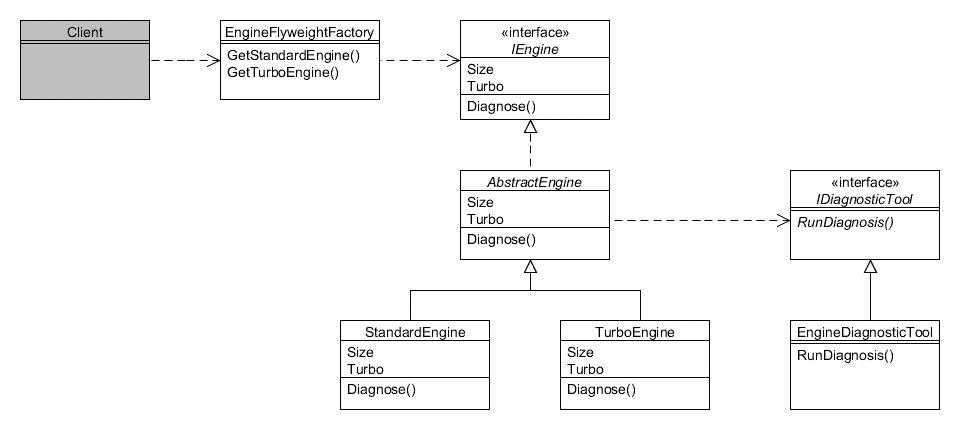 Client
EngineFlyweightFactory
GetStandardEngine()
GetTurboEngine()
«interface»
IEngine
Size
Turbo
Diagnose()
AbstractEngine
Size
Turbo
Diagnose()
«interface»
IDiagnosticTool
RunDiagnosis()
StandardEngine
Size
Turbo
Diagnose()
TurboEngine
Size
Turbo
Diagnose()
EngineDiagnosticTool
RunDiagnosis()